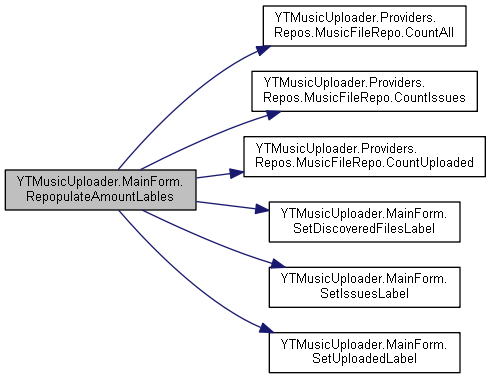 YTMusicUploader.MainForm.
RepopulateAmountLables
YTMusicUploader.Providers.
Repos.MusicFileRepo.CountAll
YTMusicUploader.Providers.
Repos.MusicFileRepo.CountIssues
YTMusicUploader.Providers.
Repos.MusicFileRepo.CountUploaded
YTMusicUploader.MainForm.
SetDiscoveredFilesLabel
YTMusicUploader.MainForm.
SetIssuesLabel
YTMusicUploader.MainForm.
SetUploadedLabel